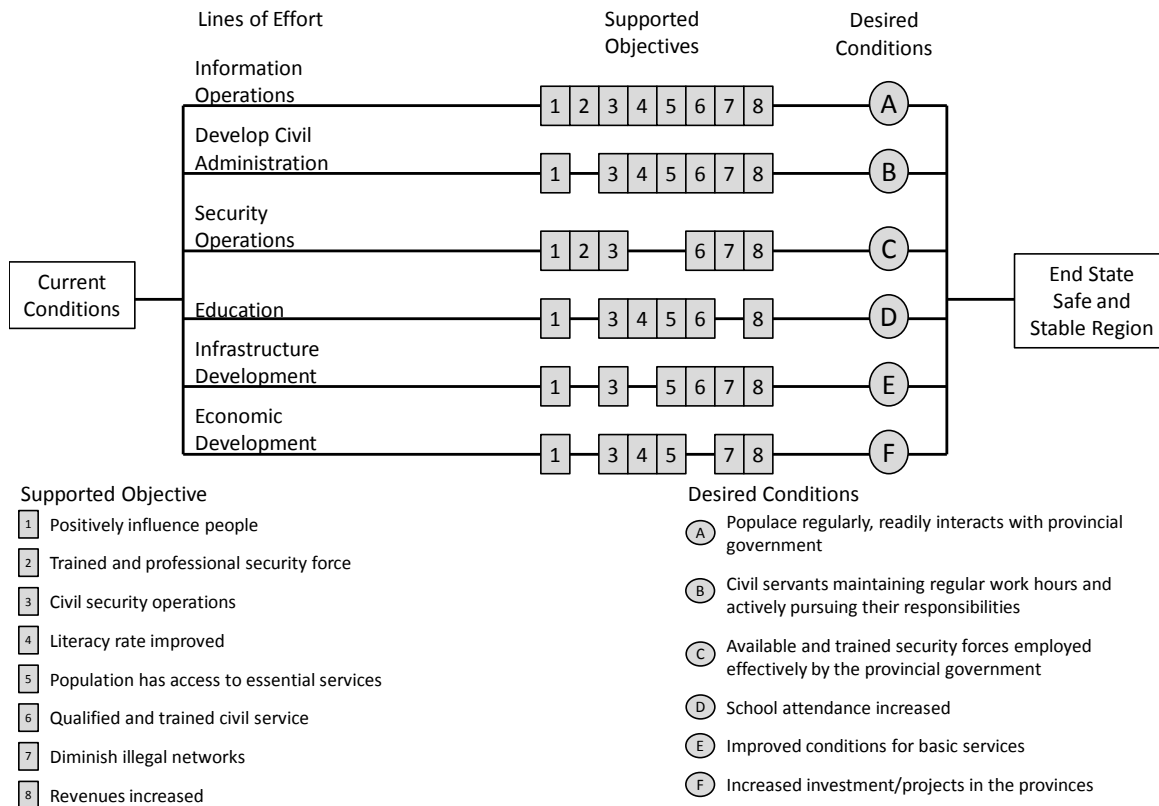 Lines of Effort
Supported
Objectives
Desired
Conditions
Information
Operations
1 2 3 4 5 6 7 8
A
Develop Civil
Administration
1 3 4 5 6 7 8
B
Security
Operations
1 2 3 6 7 8
C
Current
Conditions
End State
Safe and
Stable Region
Education
1 3 4 5 6 8
D
Infrastructure
Development
1 3 5 6 7 8
E
Economic
Development
1 3 4 5 7 8
F
Supported Objective
1 Positively influence people
2 Trained and professional security force
3 Civil security operations
4 Literacy rate improved
5 Population has access to essential services
6 Qualified and trained civil service
7 Diminish illegal networks
8 Revenues increased
Desired Conditions
A Populace regularly, readily interacts with provincial
government
B Civil servants maintaining regular work hours and
actively pursuing their responsibilities
C Available and trained security forces employed
effectively by the provincial government
D School attendance increased
E Improved conditions for basic services
F Increased investment/projects in the provinces